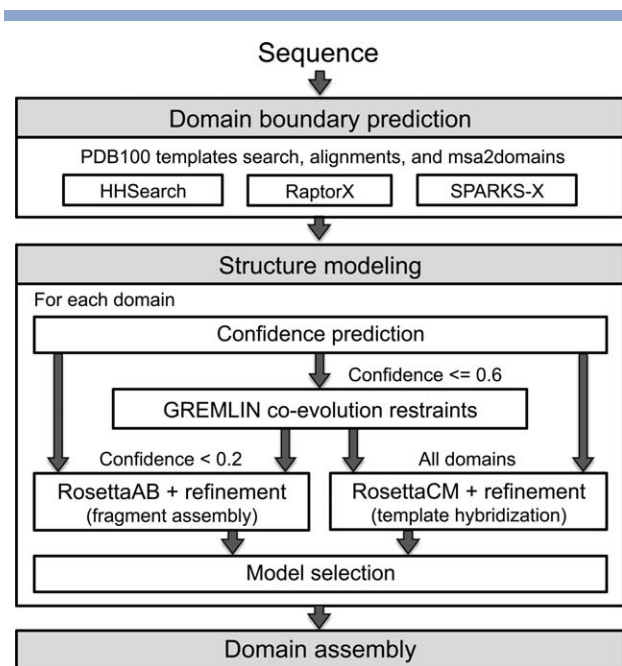 Sequence
Domain boundary prediction
PDB100 templates search, alignments, and msa2domains
HHSearch
RaptorX
SPARKS-X
Structure modeling
For each domain
Confidence prediction
Confidence <= 0.6
GREMLIN co-evolution restraints
Confidence < 0.2
All domains
RosettaAB + refinement
(fragment assembly)
RosettaCM + refinement
(template hybridization)
Model selection
Domain assembly